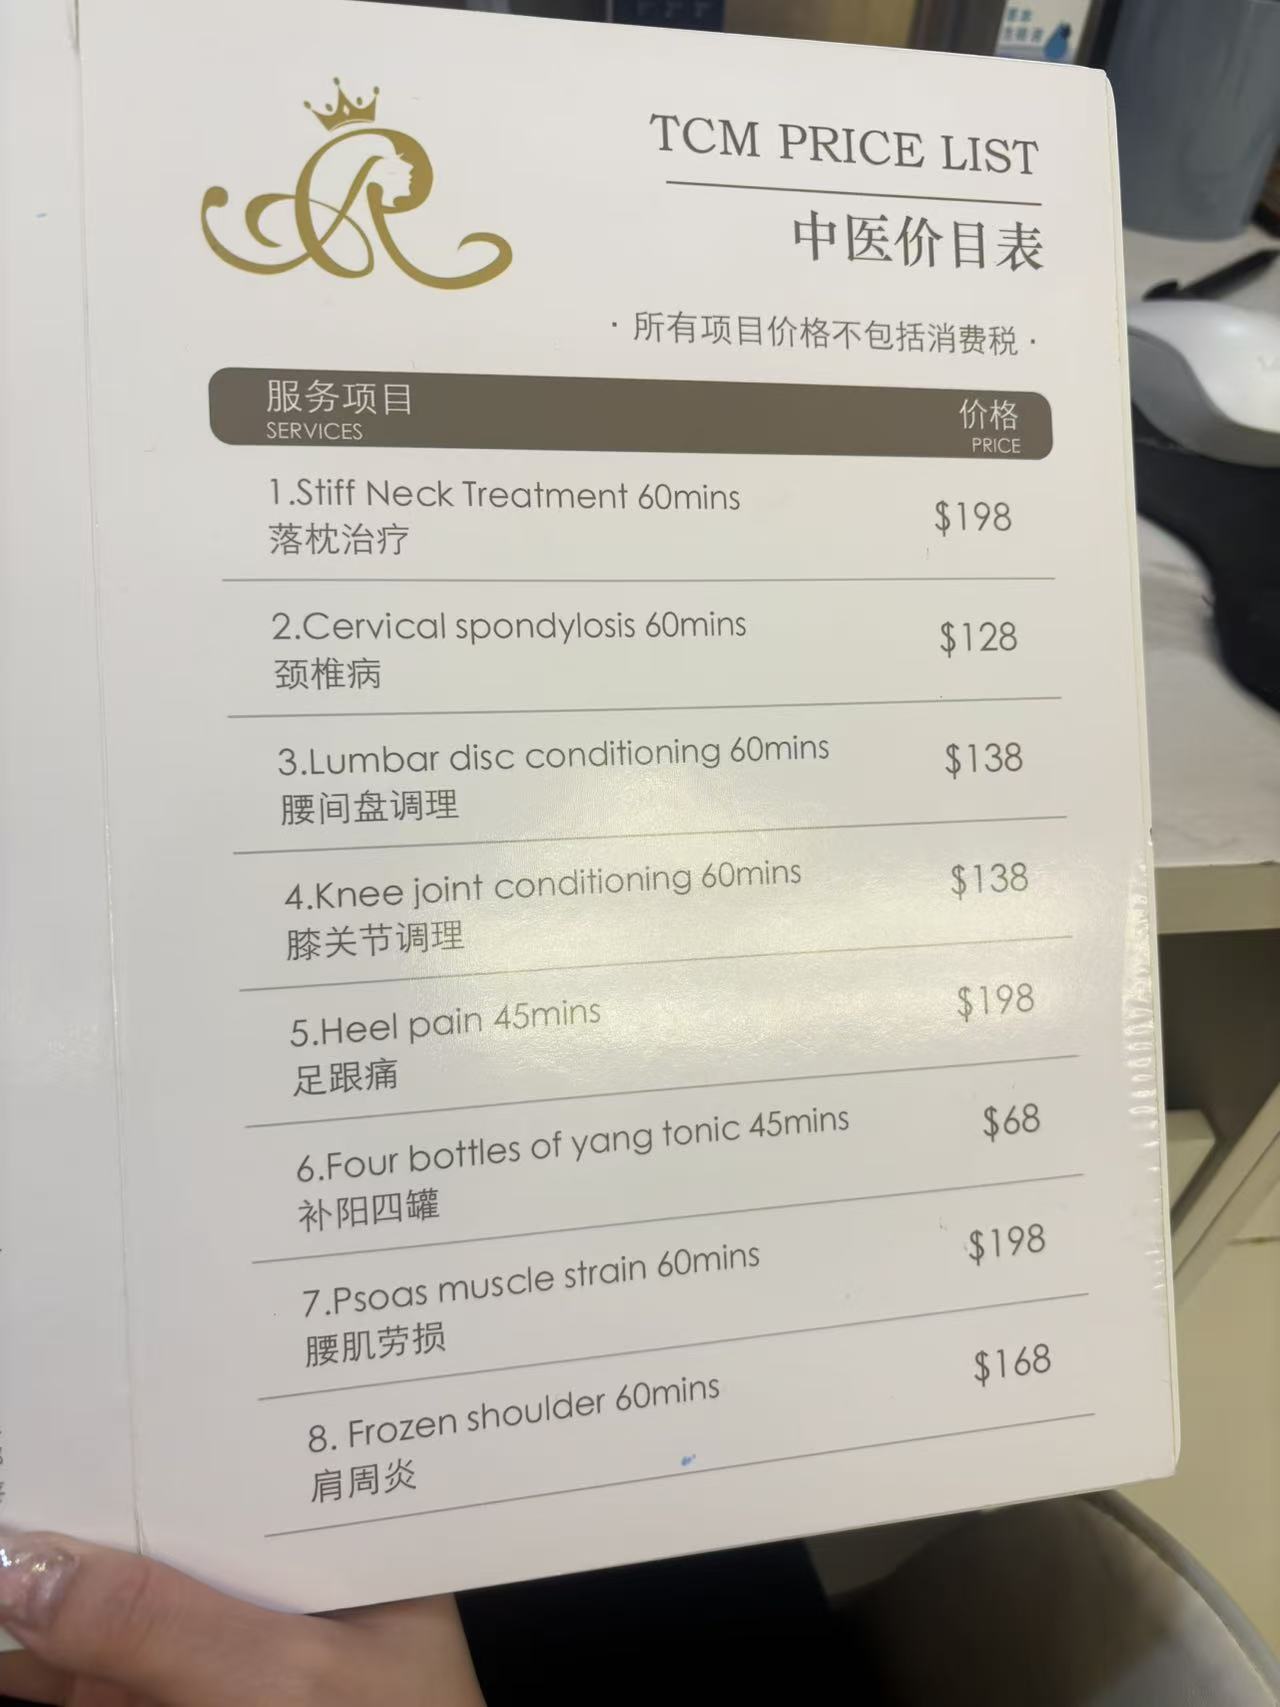 TCM PRICE LIST
中医价目表
· 所有项目价格不包括消费税 ·
服务项目 价格
SERVICES PRICE
1.Stiff Neck Treatment 60mins $198
落枕治疗
2.Cervical spondylosis 60mins $128
颈椎病
3.Lumbar disc conditioning 60mins $138
腰间盘调理
4.Knee joint conditioning 60mins $138
膝关节调理
5.Heel pain 45mins $198
足跟痛
6.Four bottles of yang tonic 45mins $68
补阳四罐
7.Psoas muscle strain 60mins $198
腰肌劳损
8. Frozen shoulder 60mins $168
肩周炎